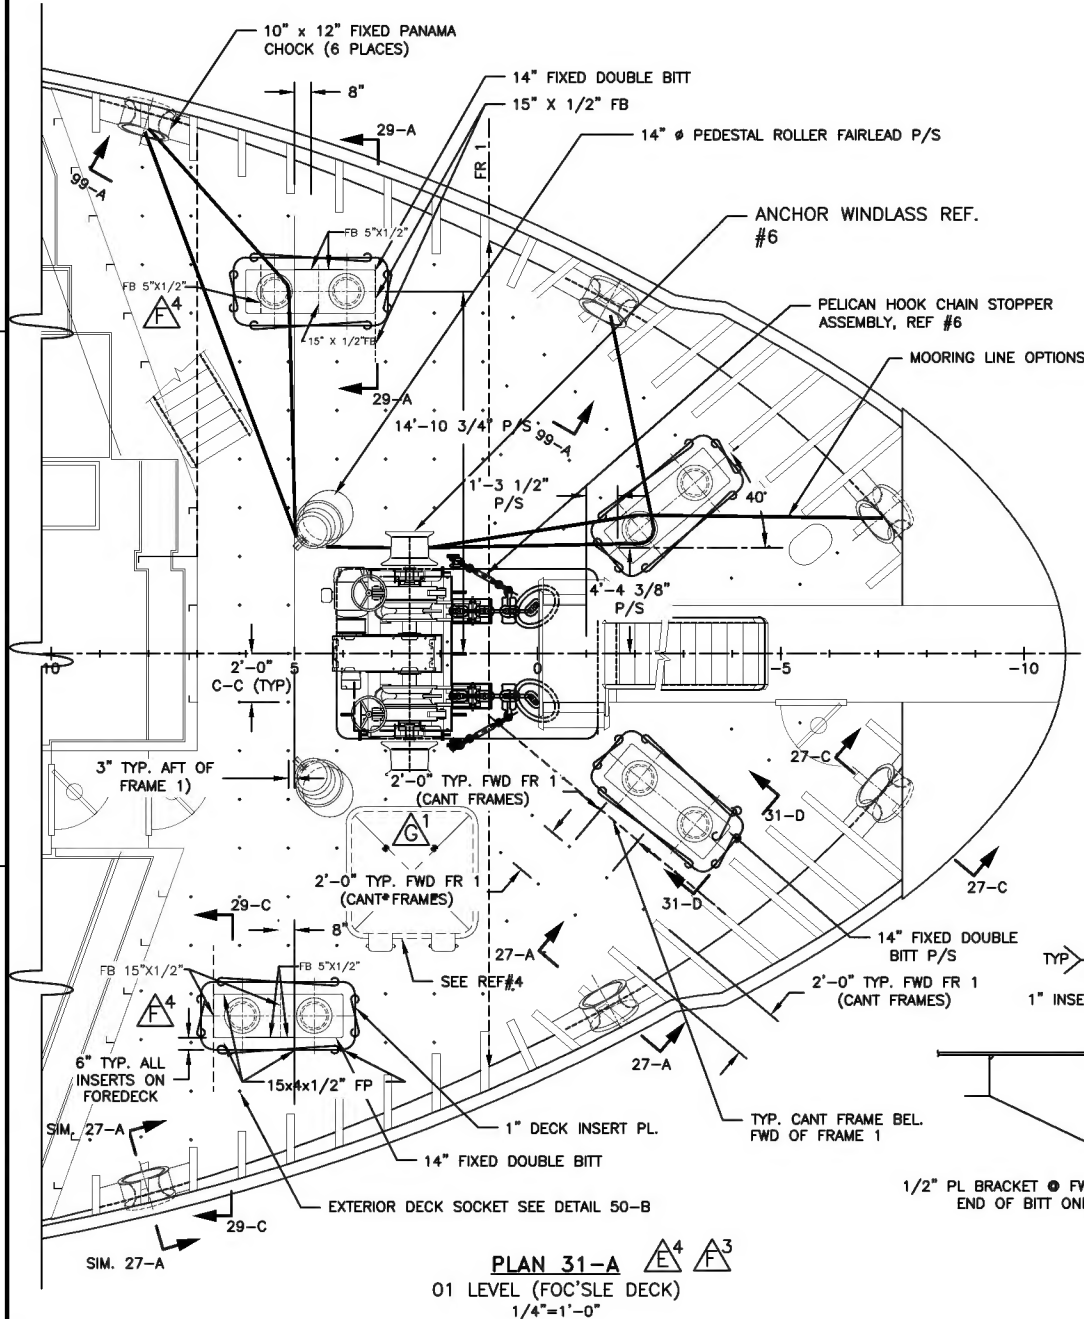 10" x 12" FIXED PANAMA
CHOCK (6 PLACES)
14" FIXED DOUBLE BITT
8"
15" X 1/2" FB
29-A
14" ø PEDESTAL ROLLER FAIRLEAD P/S
FR 1
99-A
ANCHOR WINDLASS REF.
#6
FB 5"X1/2"
FB 5"X1/2"
F 4
PELICAN HOOK CHAIN STOPPER
ASSEMBLY, REF #6
15" X 1/2"FB
MOORING LINE OPTIONS
29-A
14'-10 3/4" P/S
99-A
1'-3 1/2"
P/S
40°
4'-4 3/8"
P/S
10
5
0
-5
-10
2'-0"
C-C (TYP)
3" TYP. AFT OF
FRAME 1)
2'-0" TYP. FWD FR 1
(CANT FRAMES)
27-C
31-D
G 1
2'-0" TYP. FWD FR 1
(CANT FRAMES)
31-D
27-C
29-C
8"
27-A
14" FIXED DOUBLE
BITT P/S
TYP
FB 15"X1/2"
FB 5"X1/2"
SEE REF#4
2'-0" TYP. FWD FR 1
(CANT FRAMES)
1" INSE
F 4
6" TYP. ALL
INSERTS ON
FOREDECK
15x4x1/2" FP
27-A
SIM. 27-A
1" DECK INSERT PL.
TYP. CANT FRAME BEL.
FWD OF FRAME 1
14" FIXED DOUBLE BITT
1/2" PL BRACKET @ FW
END OF BITT ONL
EXTERIOR DECK SOCKET SEE DETAIL 50-B
29-C
SIM. 27-A
PLAN 31-A E 4 F 3
01 LEVEL (FOC'SLE DECK)
1/4"=1'-0"